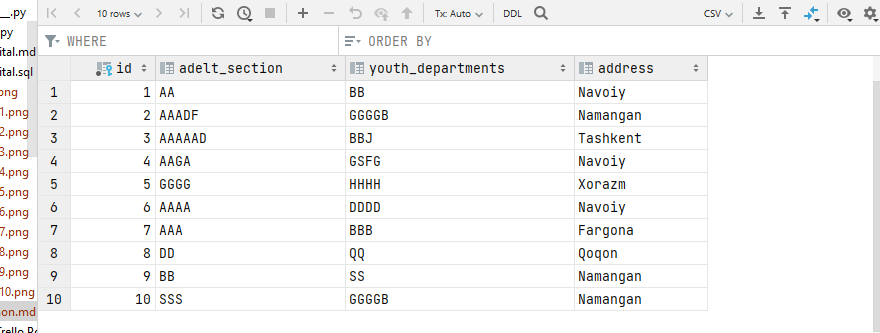 __.py
10 rows
Tx: Auto
DDL
CSV
py
ital.md
ital.sql
png
1.png
2.png
3.png
4.png
5.png
6.png
7.png
8.png
9.png
10.png
on.md
WHERE
ORDER BY
id adelt_section youth_departments address
1 1 AA BB Navoiy
2 2 AAADF GGGGB Namangan
3 3 AAAAAD BBJ Tashkent
4 4 AAGA GSFG Navoiy
5 5 GGGG HHHH Xorazm
6 6 AAAA DDDD Navoiy
7 7 AAA BBB Fargona
8 8 DD QQ Qoqon
9 9 BB SS Namangan
10 10 SSS GGGGB Namangan